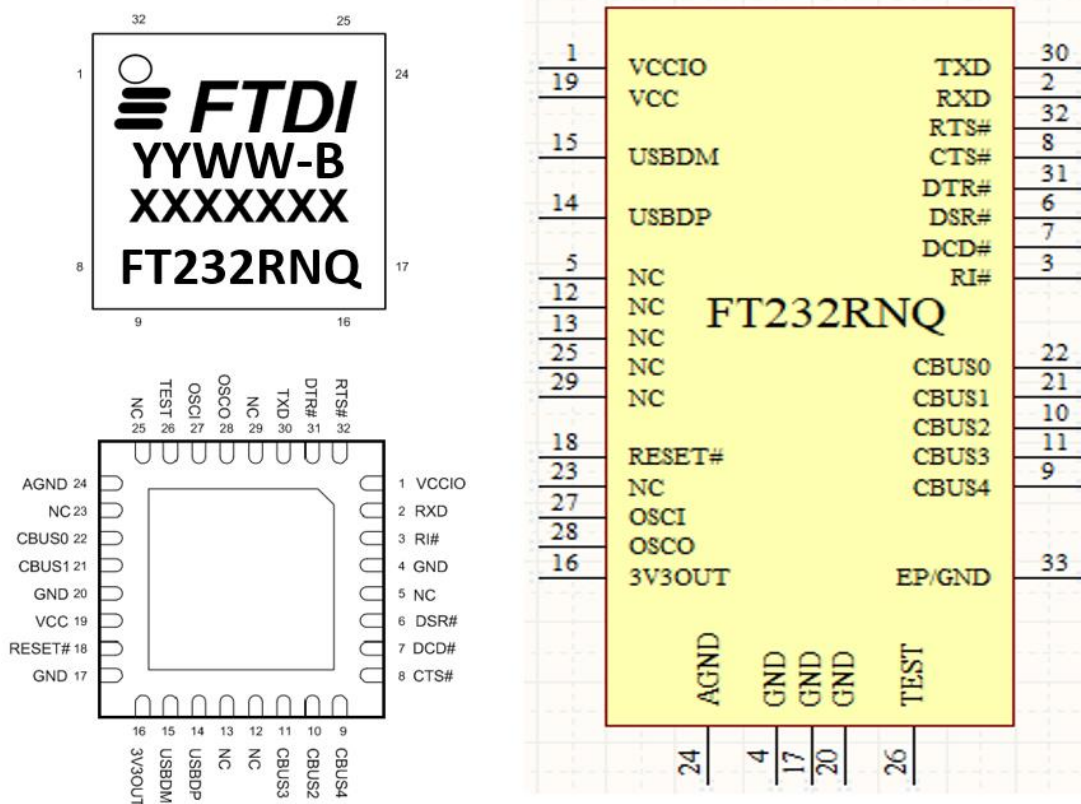 32 25
1 24
FTDI
YYWW-B
XXXXXXX
FT232RNQ
8 17
9 16
NC TEST OSCI OSCO NC TXD DTR# RTS#
25 26 27 28 29 30 31 32
AGND 24
NC 23
CBUS0 22
CBUS1 21
GND 20
VCC 19
RESET# 18
GND 17
1 VCCIO
2 RXD
3 RI#
4 GND
5 NC
6 DSR#
7 DCD#
8 CTS#
16 15 14 13 12 11 10 9
3V3OUT USBDM USBDP NC NC CBUS3 CBUS2 CBUS4
1 VCCIO
19 VCC
15 USBDM
14 USBDP
5 NC
12 NC
13 NC
25 NC
29 NC
18 RESET#
23 NC
27 OSCI
28 OSCO
16 3V3OUT
FT232RNQ
TXD 30
RXD 2
RTS# 32
CTS# 8
DTR# 31
DSR# 6
DCD# 7
RI# 3
CBUS0 22
CBUS1 21
CBUS2 10
CBUS3 11
CBUS4 9
EP/GND 33
AGND GND GND GND TEST
24 4 17 20 26